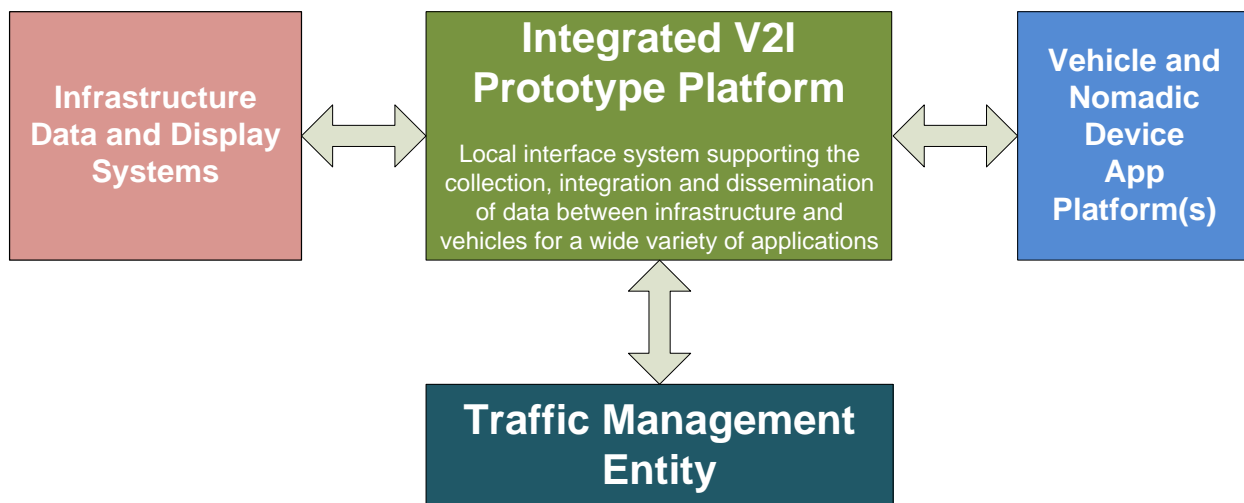 Infrastructure
Data and Display
Systems
Integrated V2I
Prototype Platform
Local interface system supporting the
collection, integration and dissemination
of data between infrastructure and
vehicles for a wide variety of applications
Vehicle and
Nomadic
Device
App
Platform(s)
Traffic Management
Entity